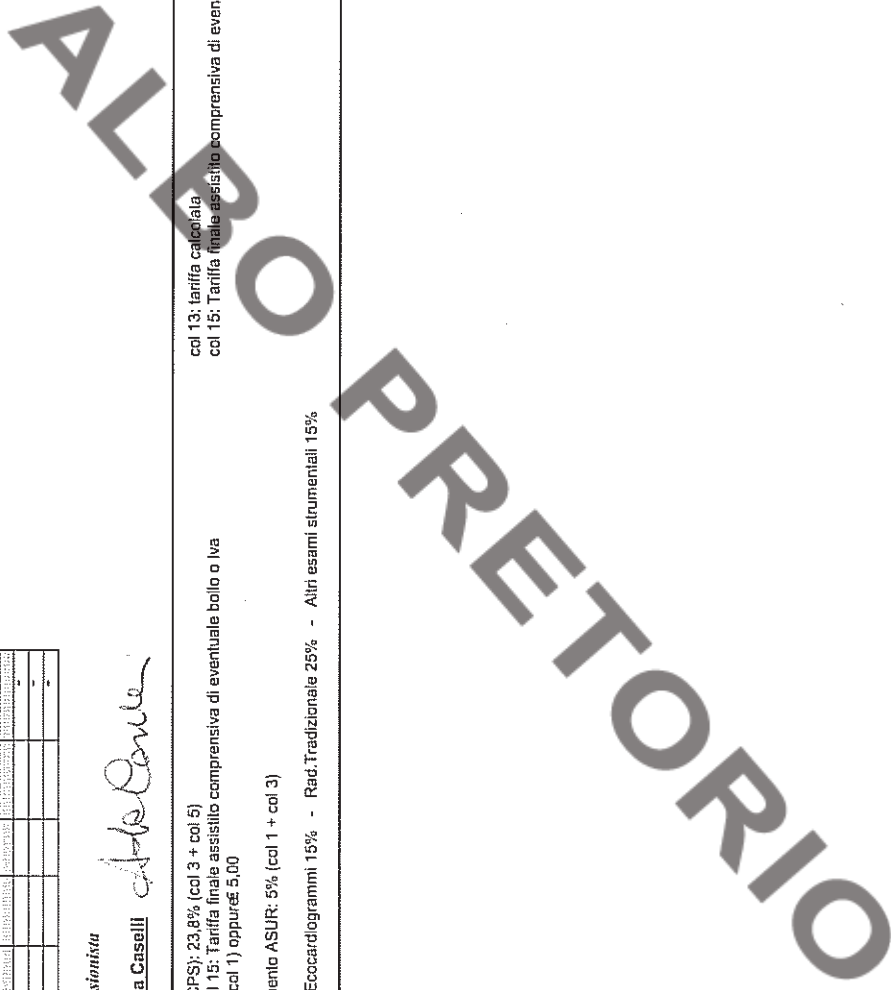 sionista
a Caselli
CPS): 23,8% (col 3 + col 5)
l 15: Tariffa finale assistito comprensiva di eventuale bollo o Iva
col 1) oppure€ 5,00
ento ASUR: 5% (col 1 + col 3)
Ecocardiogrammi 15% - Rad.Tradizionale 25% - Altri esami strumentali 15%
col 13: tariffa calcolata
col 15: Tariffa finale assistito comprensiva di even
ALBO PRETORIO